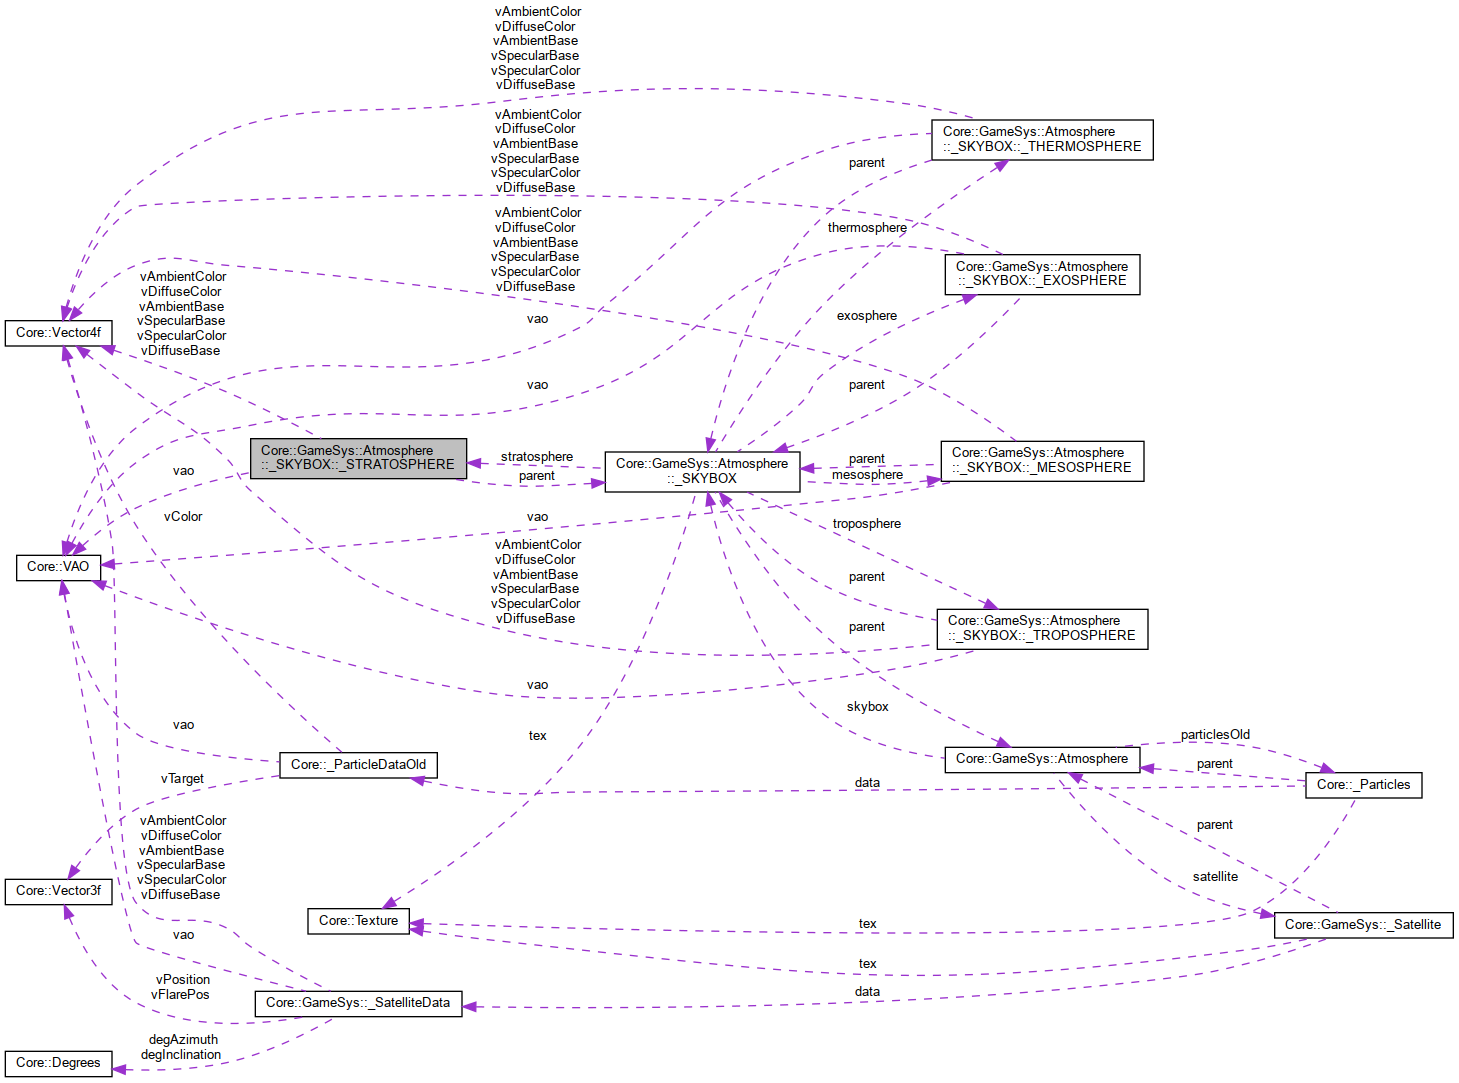 vAmbientColor
vDiffuseColor
vAmbientBase
vSpecularBase
vSpecularColor
vDiffuseBase
vAmbientColor
vDiffuseColor
vAmbientBase
vSpecularBase
vSpecularColor
vDiffuseBase
Core::GameSys::Atmosphere
::_SKYBOX::_THERMOSPHERE
parent
thermosphere
vAmbientColor
vDiffuseColor
vAmbientBase
vSpecularBase
vSpecularColor
vDiffuseBase
Core::GameSys::Atmosphere
::_SKYBOX::_EXOSPHERE
vAmbientColor
vDiffuseColor
vAmbientBase
vSpecularBase
vSpecularColor
vDiffuseBase
Core::Vector4f
vao
exosphere
vao
parent
Core::GameSys::Atmosphere
::_SKYBOX::_STRATOSPHERE
stratosphere
parent
Core::GameSys::Atmosphere
::_SKYBOX
parent
mesosphere
Core::GameSys::Atmosphere
::_SKYBOX::_MESOSPHERE
vao
vColor
vao
troposphere
Core::VAO
vAmbientColor
vDiffuseColor
vAmbientBase
vSpecularBase
vSpecularColor
vDiffuseBase
parent
parent
Core::GameSys::Atmosphere
::_SKYBOX::_TROPOSPHERE
vao
skybox
vao
tex
particlesOld
Core::_ParticleDataOld
Core::GameSys::Atmosphere
parent
vTarget
data
Core::_Particles
vAmbientColor
vDiffuseColor
vAmbientBase
vSpecularBase
vSpecularColor
vDiffuseBase
parent
satellite
Core::Vector3f
Core::Texture
tex
Core::GameSys::_Satellite
vao
tex
vPosition
vFlarePos
Core::GameSys::_SatelliteData
data
degAzimuth
degInclination
Core::Degrees